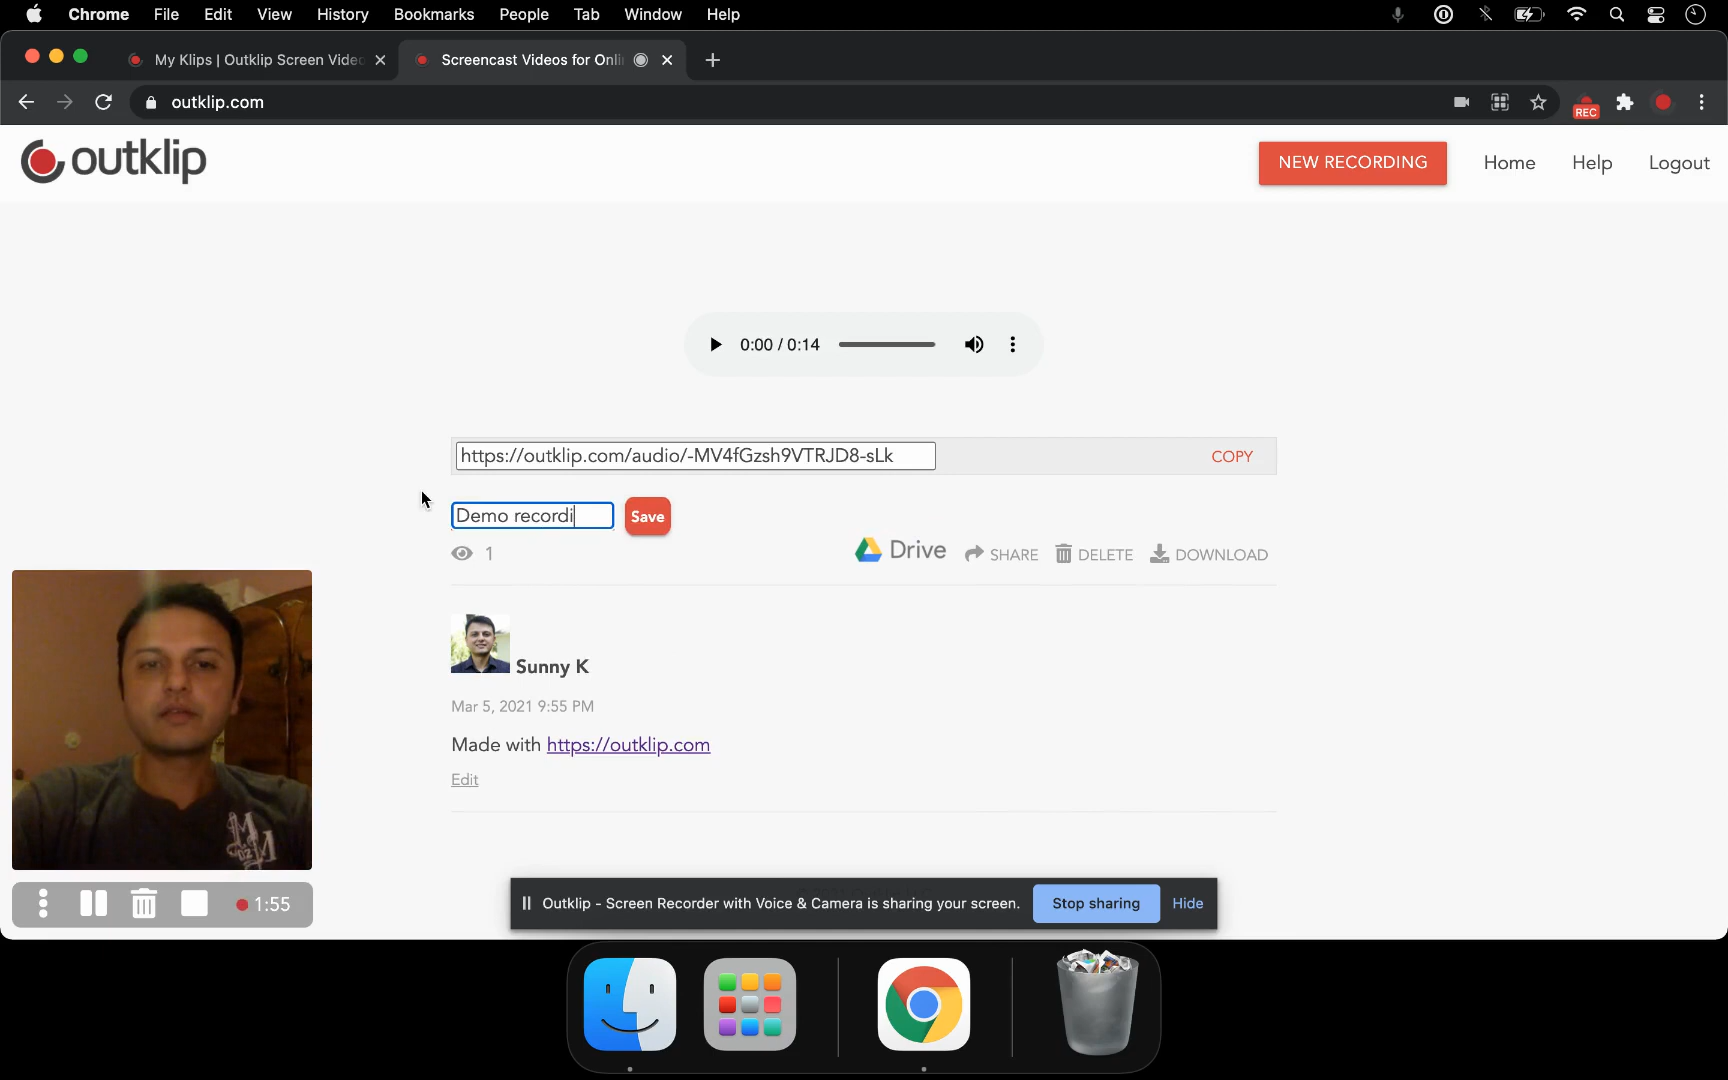 Chrome File Edit View History Bookmarks People Tab Window Help
My Klips | Outklip Screen Vide
Screencast Videos for Onli
outklip.com
REC
outklip
NEW RECORDING Home Help Logout
0:00 / 0:14
https://outklip.com/audio/-MV4fGzsh9VTRJD8-sLk
COPY
Demo recordi Save
1 Drive SHARE DELETE DOWNLOAD
Sunny K
Mar 5, 2021 9:55 PM
Made with https://outklip.com
Edit
1:55
Outklip - Screen Recorder with Voice & Camera is sharing your screen. Stop sharing Hide